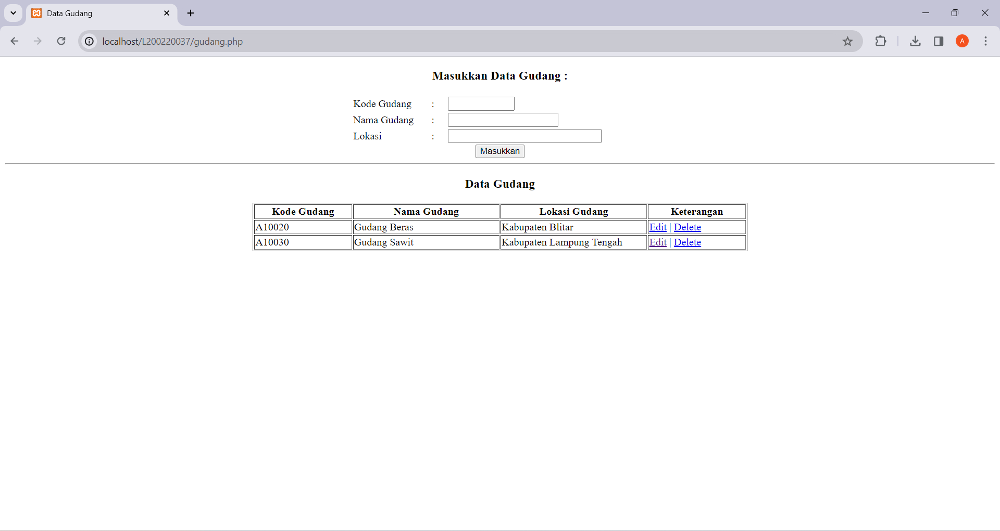 Data Gudang
localhost/L200220037/gudang.php
A
Masukkan Data Gudang :
Kode Gudang :
Nama Gudang :
Lokasi :
Masukkan
Data Gudang
Kode Gudang Nama Gudang Lokasi Gudang Keterangan
A10020 Gudang Beras Kabupaten Blitar Edit | Delete
A10030 Gudang Sawit Kabupaten Lampung Tengah Edit | Delete